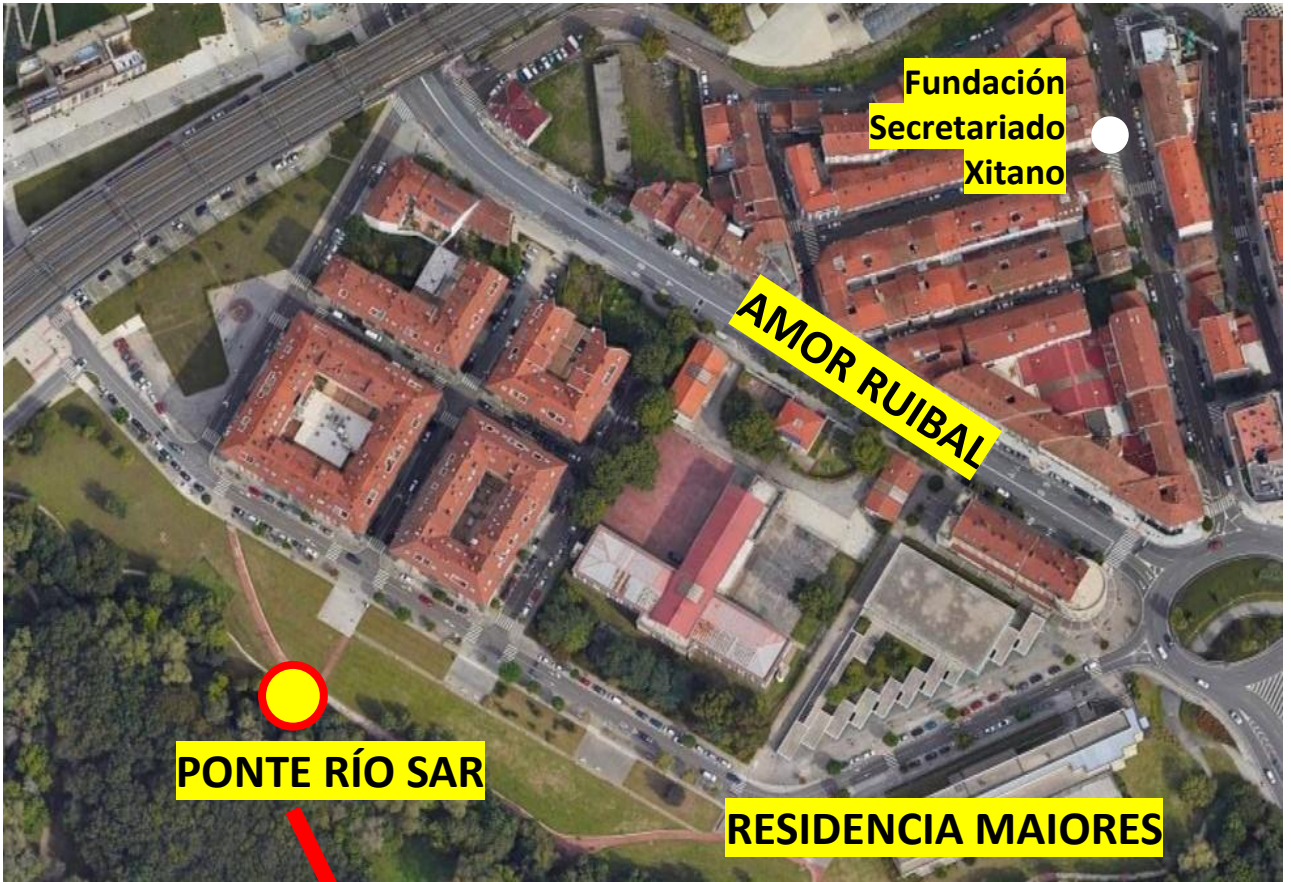 Fundación
Secretariado
Xitano
AMOR RUIBAL
PONTE RÍO SAR
RESIDENCIA MAIORES